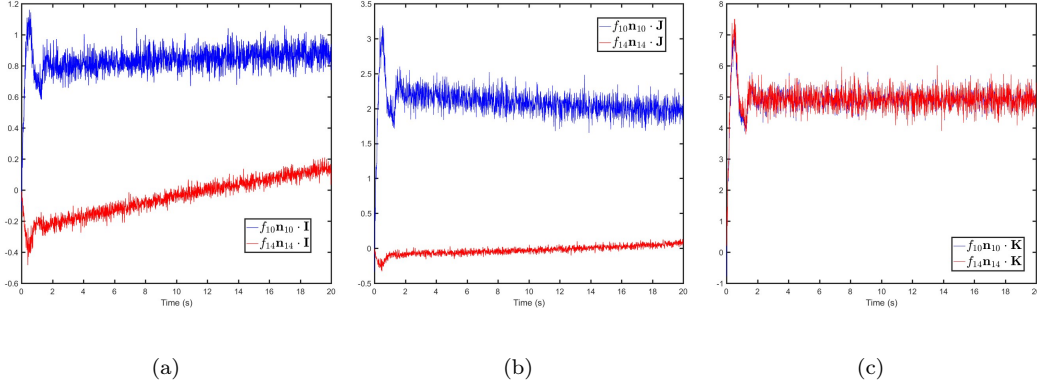 1.2
1
0.8
0.6
0.4
0.2
0
-0.2
-0.4
-0.6
0 2 4 6 8 10 12 14 16 18 20
Time (s)
f₁₀n₁₀ · I
f₁₄n₁₄ · I
(a)
3.5
3
2.5
2
1.5
1
0.5
0
-0.5
0 2 4 6 8 10 12 14 16 18 20
Time (s)
f₁₀n₁₀ · J
f₁₄n₁₄ · J
(b)
8
7
6
5
4
3
2
1
0
-1
0 2 4 6 8 10 12 14 16 18 20
Time (s)
f₁₀n₁₀ · K
f₁₄n₁₄ · K
(c)